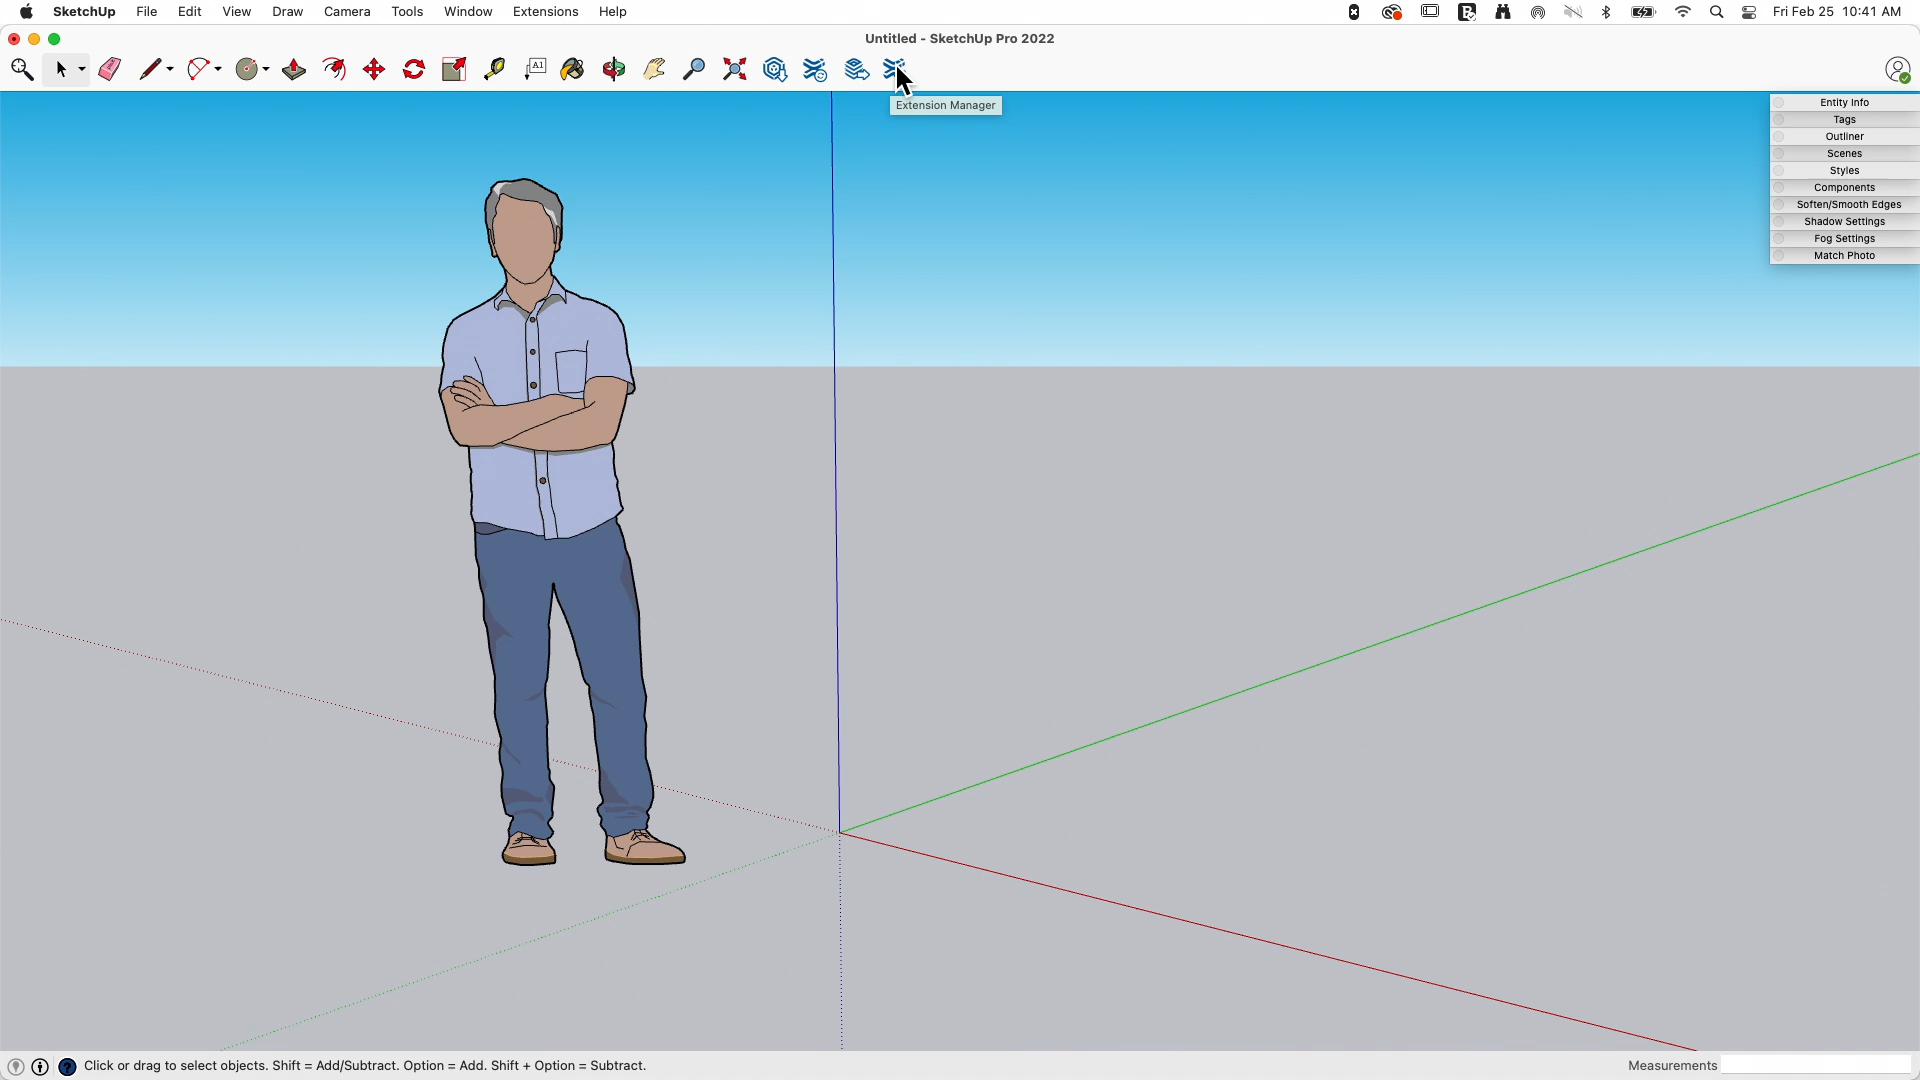 SketchUp File Edit View Draw Camera Tools Window Extensions Help Fri Feb 25 10:41 AM
Untitled - SketchUp Pro 2022
A1
Extension Manager
Entity Info
Tags
Outliner
Scenes
Styles
Components
Soften/Smooth Edges
Shadow Settings
Fog Settings
Match Photo
Click or drag to select objects. Shift = Add/Subtract. Option = Add. Shift + Option = Subtract. Measurements